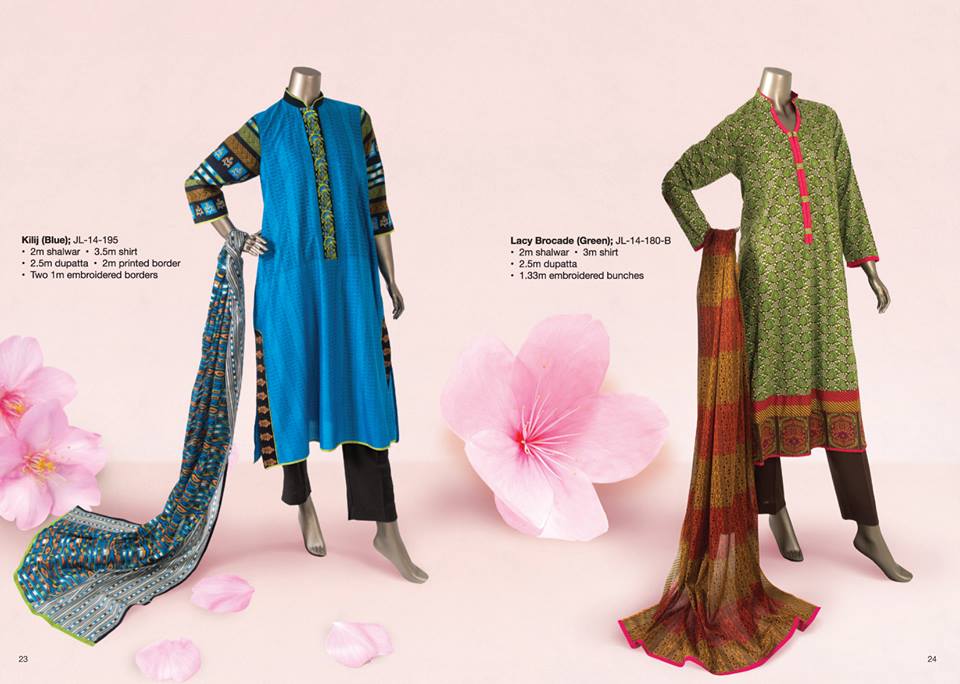 Kilij (Blue); JL-14-195
• 2m shalwar • 3.5m shirt
• 2.5m dupatta • 2m printed border
• Two 1m embroidered borders
Lacy Brocade (Green); JL-14-180-B
• 2m shalwar • 3m shirt
• 2.5m dupatta
• 1.33m embroidered bunches
23
24